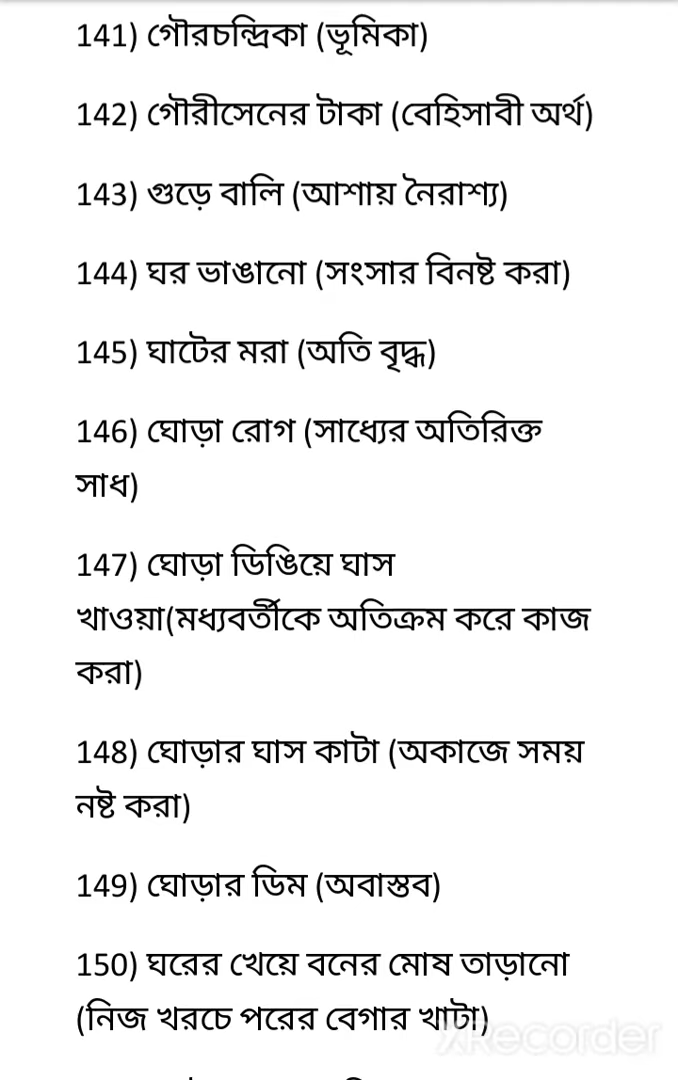 141) গৌরচন্দ্রিকা (ভূমিকা)
142) গৌরীসেনের টাকা (বেহিসাবী অর্থ)
143) গুড়ে বালি (আশায় নৈরাশ্য)
144) ঘর ভাঙানো (সংসার বিনষ্ট করা)
145) ঘাটের মরা (অতি বৃদ্ধ)
146) ঘোড়া রোগ (সাধ্যের অতিরিক্ত
সাধ)
147) ঘোড়া ডিঙিয়ে ঘাস
খাওয়া(মধ্যবর্তীকে অতিক্রম করে কাজ
করা)
148) ঘোড়ার ঘাস কাটা (অকাজে সময়
নষ্ট করা)
149) ঘোড়ার ডিম (অবাস্তব)
150) ঘরের খেয়ে বনের মোষ তাড়ানো
(নিজ খরচে পরের বেগার খাটা)
XRecorder